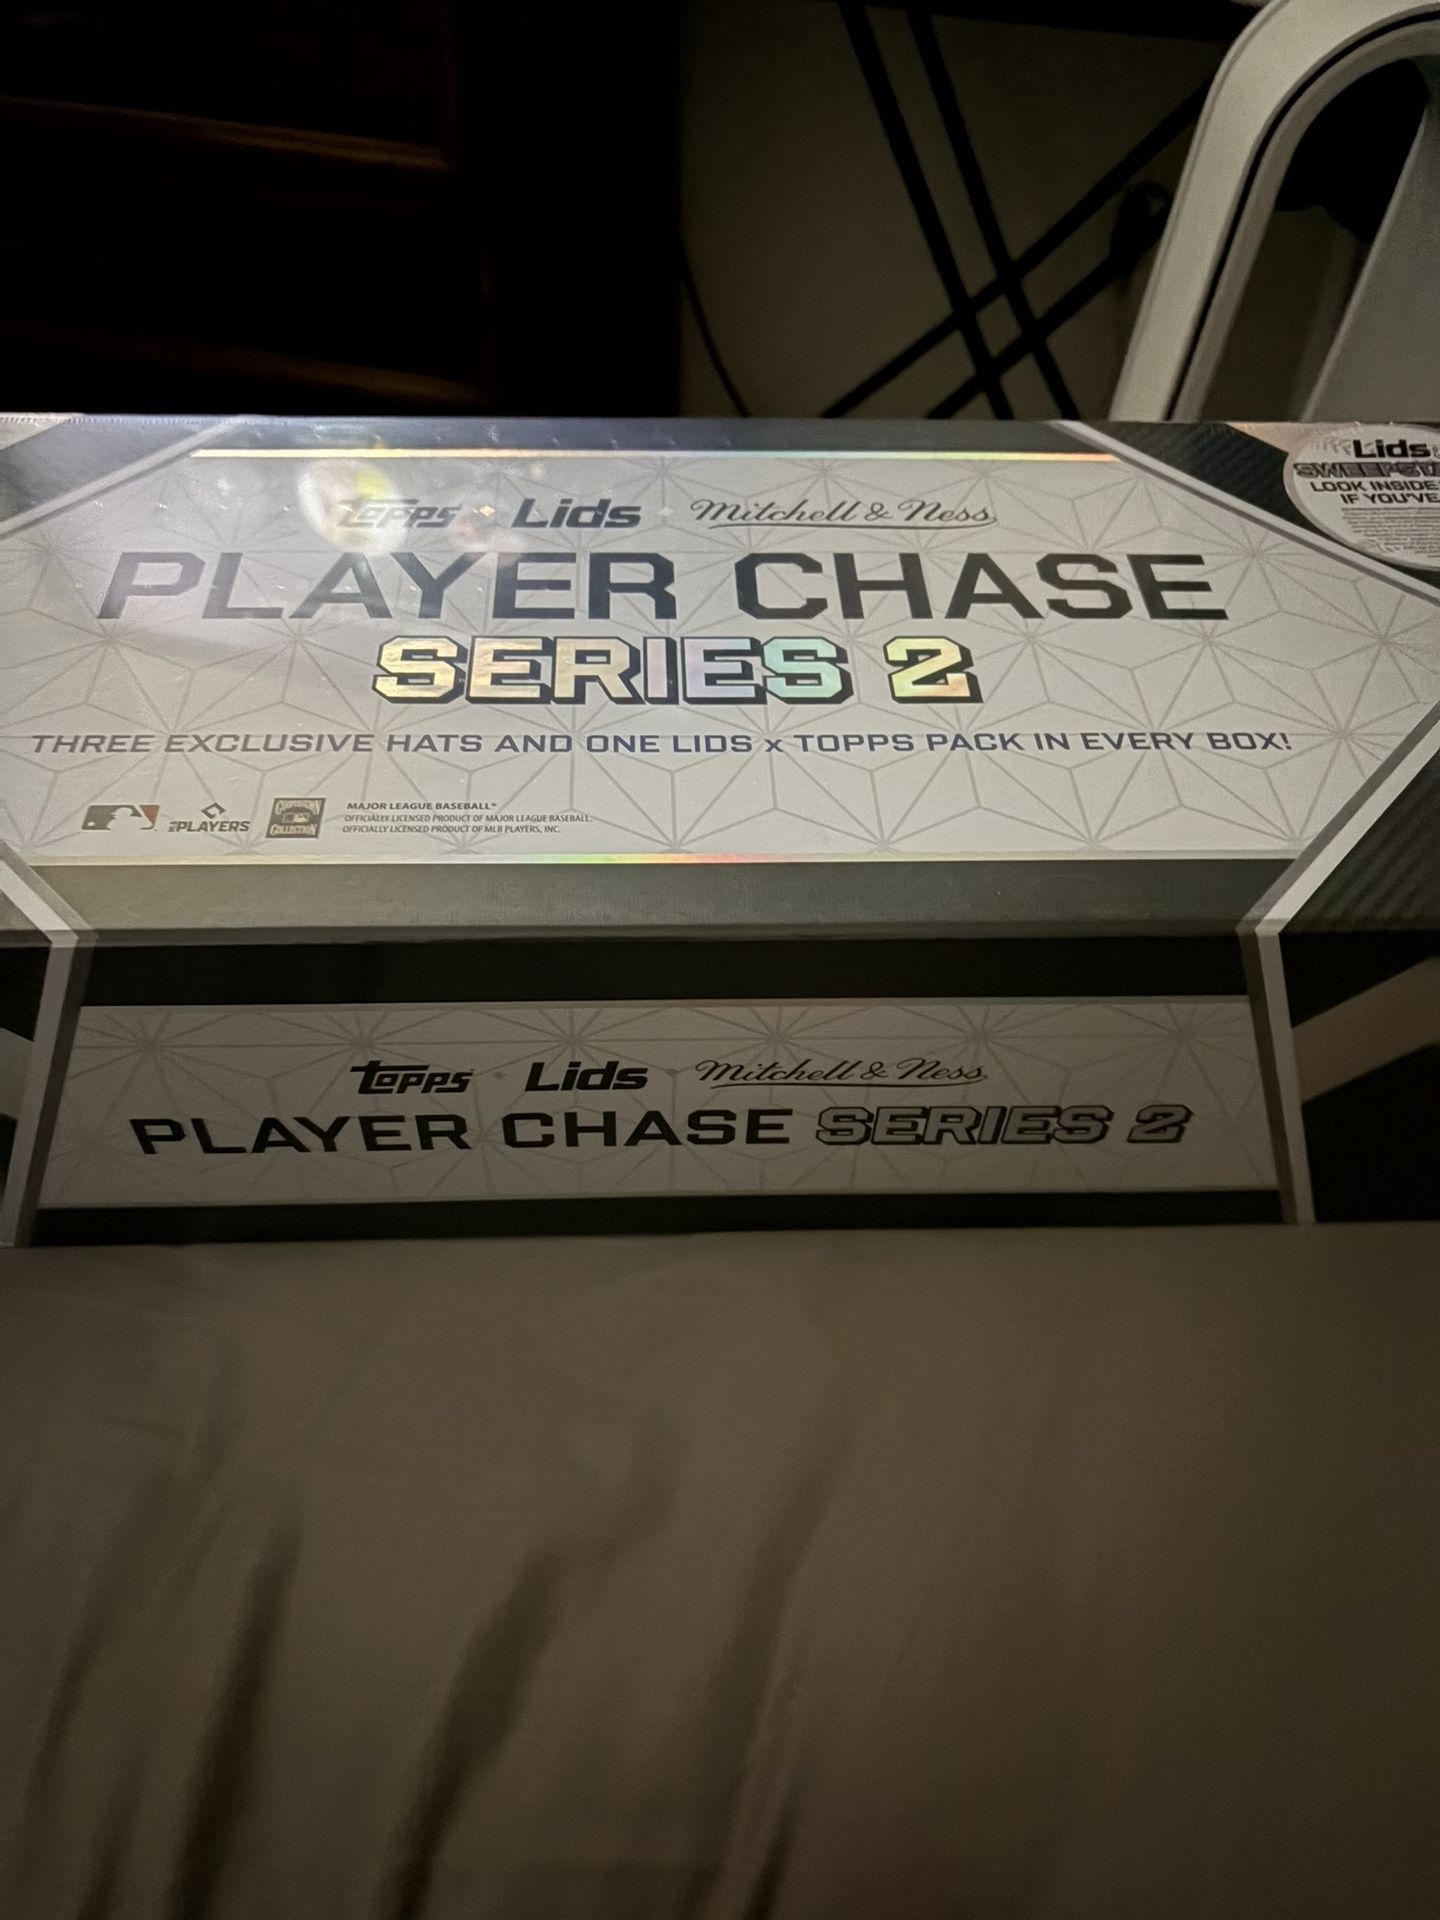 Topps Lids Mitchell & Ness
PLAYER CHASE
SERIES 2
THREE EXCLUSIVE HATS AND ONE LIDS x TOPPS PACK IN EVERY BOX!
Lids
LOOK INSIDE
IF YOU'VE
PLAYERS
COOPERSTOWN
COLLECTION
MAJOR LEAGUE BASEBALL®
OFFICIALLY LICENSED PRODUCT OF MAJOR LEAGUE BASEBALL.
OFFICIALLY LICENSED PRODUCT OF MLB PLAYERS, INC.
Topps Lids Mitchell & Ness
PLAYER CHASE SERIES 2